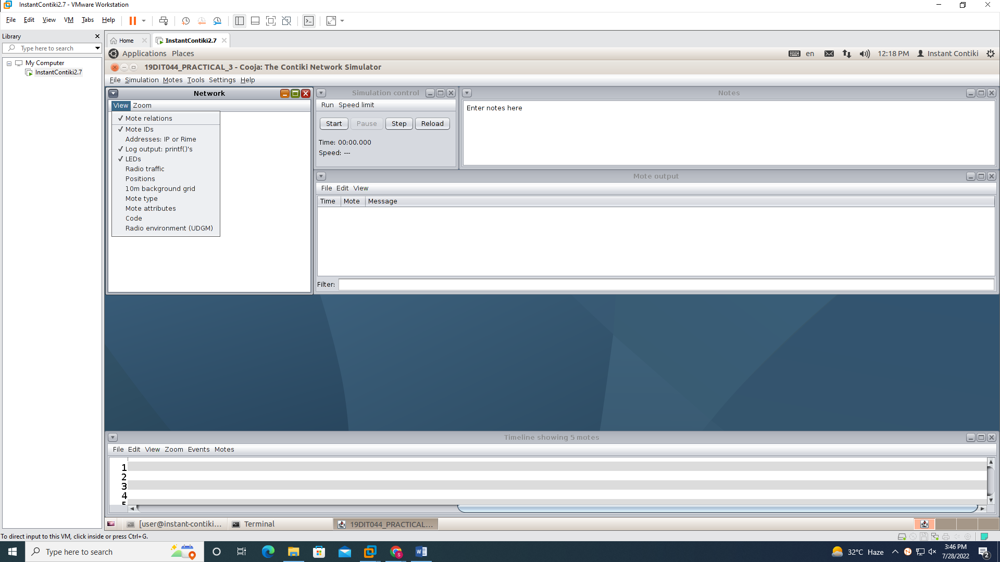 InstantContiki2.7 - VMware Workstation
File Edit View VM Tabs Help
Library
Type here to search
My Computer
InstantContiki2.7
Home InstantContiki2.7
Applications Places en 12:18 PM Instant Contiki
19DIT044_PRACTICAL_3 - Cooja: The Contiki Network Simulator
File Simulation Motes Tools Settings Help
Network
View Zoom
Mote relations
Mote IDs
Addresses: IP or Rime
Log output: printf()'s
LEDs
Radio traffic
Positions
10m background grid
Mote type
Mote attributes
Code
Radio environment (UDGM)
Simulation control
Run Speed limit
Start Pause Step Reload
Time: 00:00.000
Speed: ---
Notes
Enter notes here
Mote output
File Edit View
Time Mote Message
Filter:
Timeline showing 5 motes
File Edit View Zoom Events Motes
1
2
3
4
5
[user@instant-contiki... Terminal 19DIT044_PRACTICAL...
To direct input to this VM, click inside or press Ctrl+G.
Type here to search
32°C Haze
3:46 PM
7/28/2022
2